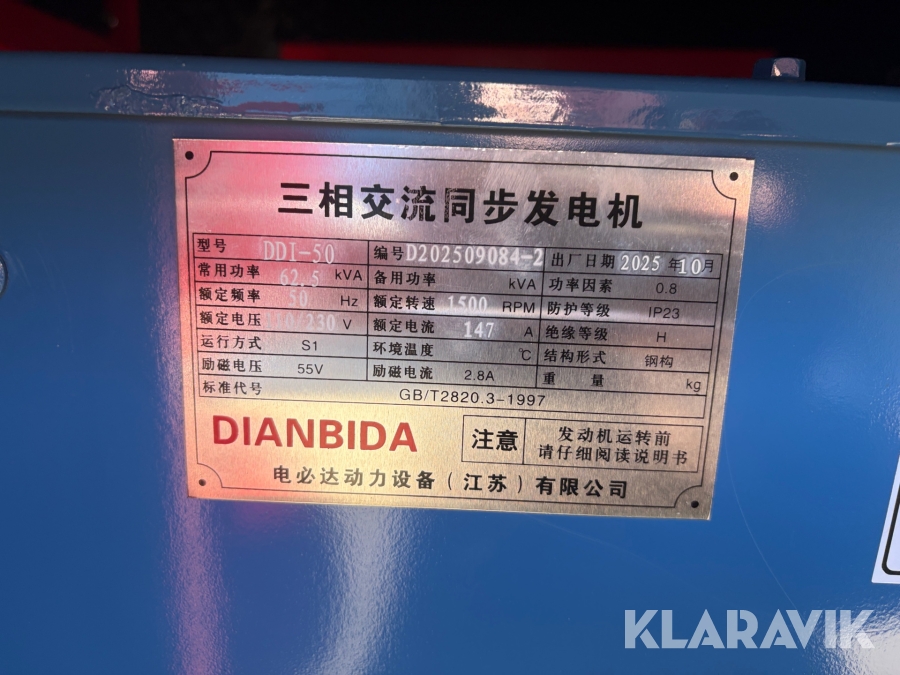 三相交流同步发电机
型号 DDI-50 编号 D202509084-2 出厂日期 2025 年 10 月
常用功率 62.5 kVA 备用功率 kVA 功率因素 0.8
额定频率 50 Hz 额定转速 1500 RPM 防护等级 IP23
额定电压 /230 V 额定电流 147 A 绝缘等级 H
运行方式 S1 环境温度 ℃ 结构形式 钢构
励磁电压 55V 励磁电流 2.8A 重量 kg
标准代号 GB/T2820.3-1997
DIANBIDA 注意 发动机运转前
请仔细阅读说明书
电必达动力设备（江苏）有限公司
KLARAVIK